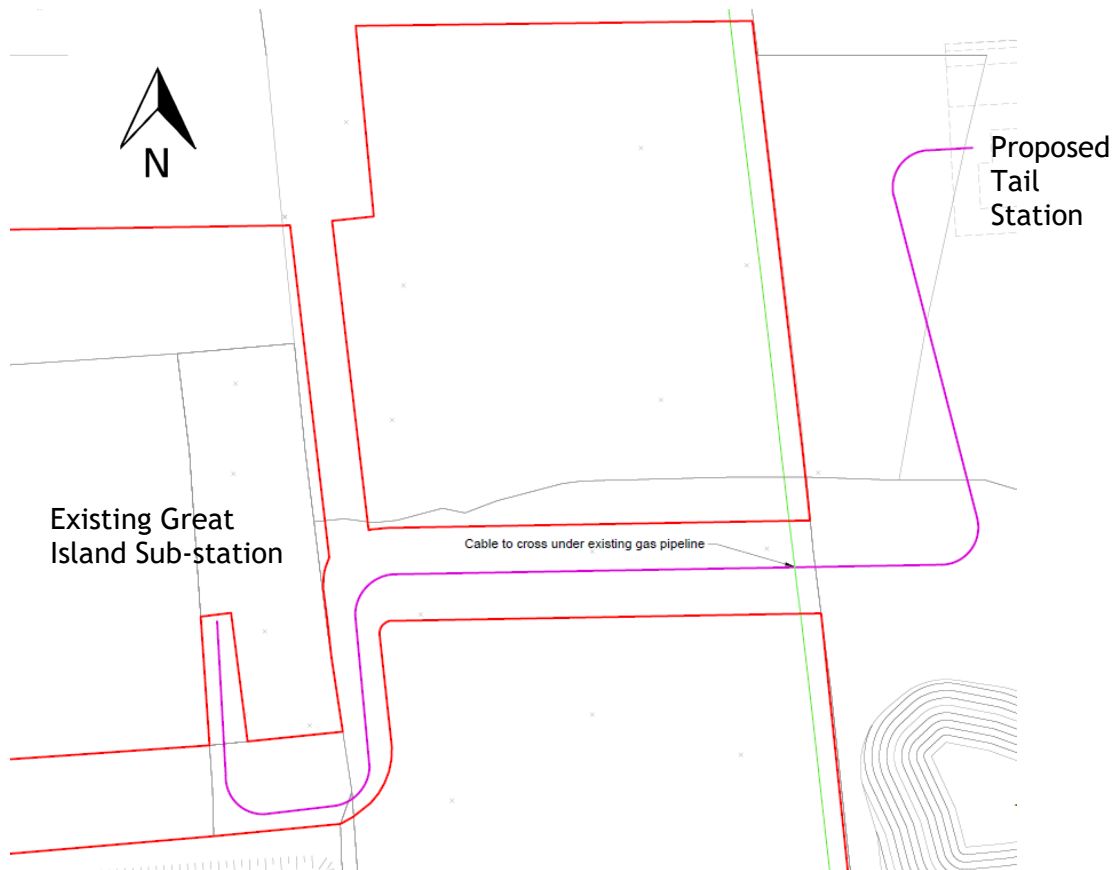 N
Proposed
Tail
Station
Existing Great
Island Sub-station
Cable to cross under existing gas pipeline